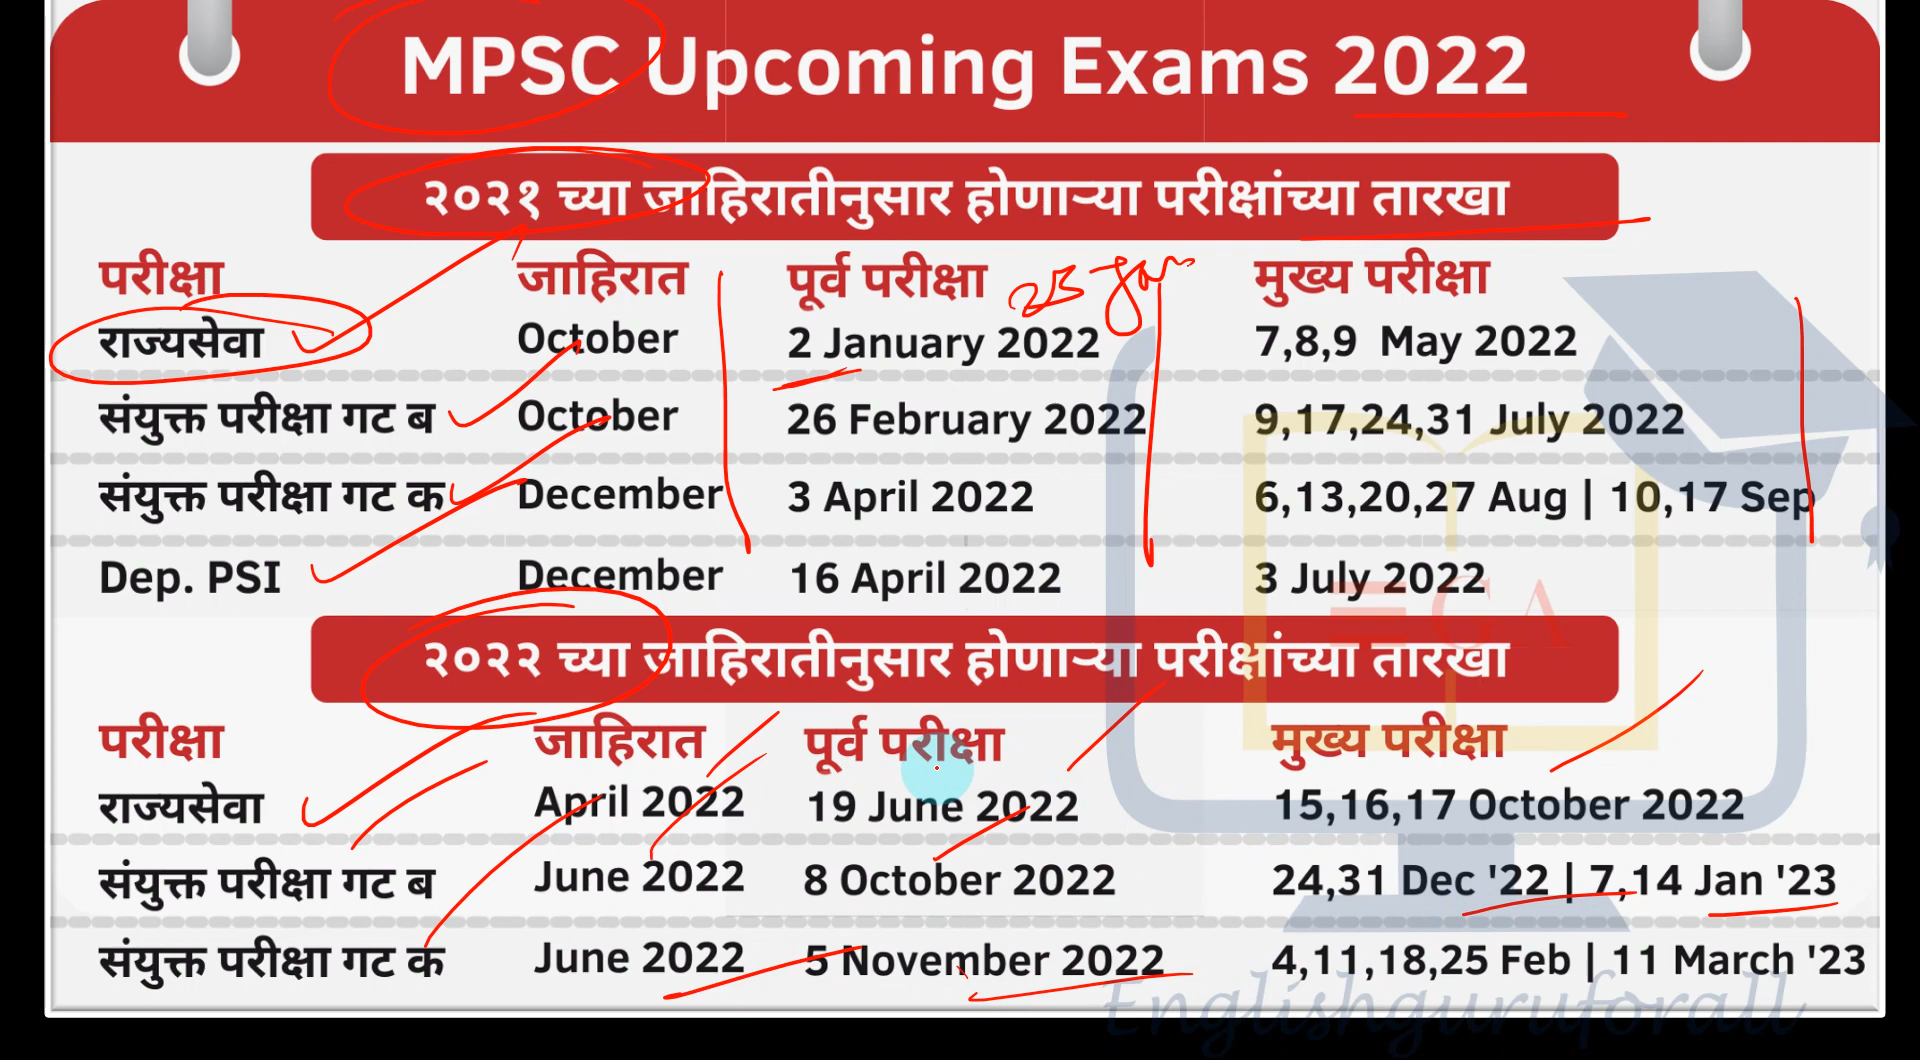 MPSC Upcoming Exams 2022
२०२१ च्या जाहिरातीनुसार होणाऱ्या परीक्षांच्या तारखा
परीक्षा जाहिरात पूर्व परीक्षा मुख्य परीक्षा
25 Jan
राज्यसेवा October 2 January 2022 7,8,9 May 2022
संयुक्त परीक्षा गट ब October 26 February 2022 9,17,24,31 July 2022
संयुक्त परीक्षा गट क December 3 April 2022 6,13,20,27 Aug | 10,17 Sep
Dep. PSI December 16 April 2022 3 July 2022
२०२२ च्या जाहिरातीनुसार होणाऱ्या परीक्षांच्या तारखा
परीक्षा जाहिरात पूर्व परीक्षा मुख्य परीक्षा
राज्यसेवा April 2022 19 June 2022 15,16,17 October 2022
संयुक्त परीक्षा गट ब June 2022 8 October 2022 24,31 Dec '22 | 7,14 Jan '23
संयुक्त परीक्षा गट क June 2022 5 November 2022 4,11,18,25 Feb | 11 March '23
Englishguruforall